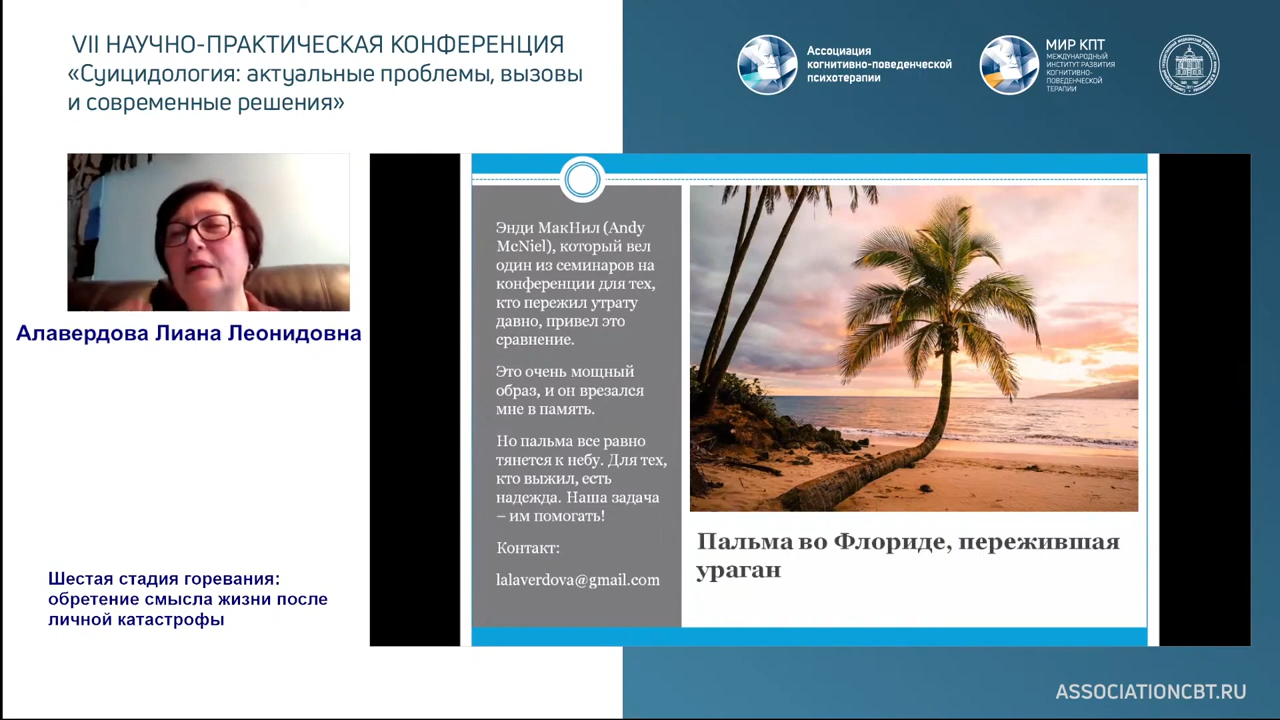 VII НАУЧНО-ПРАКТИЧЕСКАЯ КОНФЕРЕНЦИЯ
«Суицидология: актуальные проблемы, вызовы
и современные решения»
Ассоциация
когнитивно-поведенческой
психотерапии
МИР КПТ
МЕЖДУНАРОДНЫЙ
ИНСТИТУТ РАЗВИТИЯ
КОГНИТИВНО-
ПОВЕДЕНЧЕСКОЙ
ТЕРАПИИ
Алавердова Лиана Леонидовна
Шестая стадия горевания:
обретение смысла жизни после
личной катастрофы
Энди МакНил (Andy
McNiel), который вел
один из семинаров на
конференции для тех,
кто пережил утрату
давно, привел это
сравнение.
Это очень мощный
образ, и он врезался
мне в память.
Но пальма все равно
тянется к небу. Для тех,
кто выжил, есть
надежда. Наша задача
– им помогать!
Контакт:
lalaverdova@gmail.com
Пальма во Флориде, пережившая
ураган
ASSOCIATIONCBT.RU